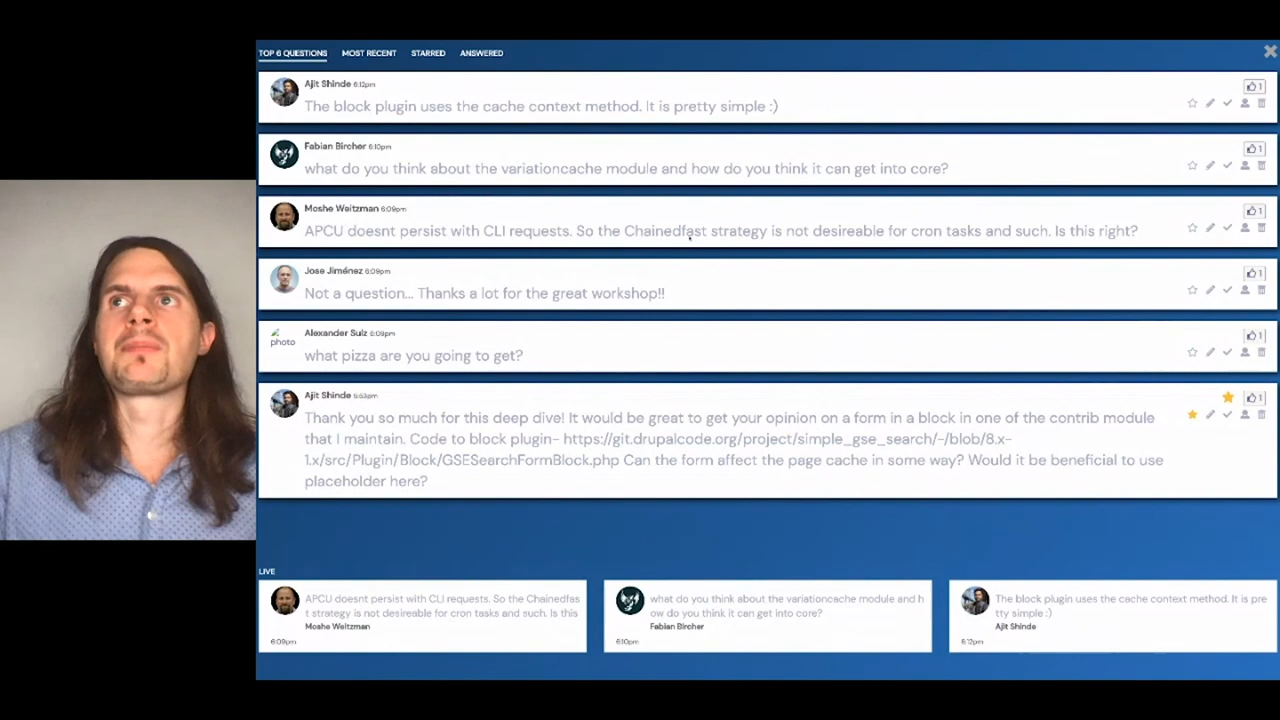 TOP 6 QUESTIONS MOST RECENT STARRED ANSWERED
Ajit Shinde 6:12pm
1
The block plugin uses the cache context method. It is pretty simple :)
Fabian Bircher 6:10pm
1
what do you think about the variationcache module and how do you think it can get into core?
Moshe Weitzman 6:09pm
1
APCU doesnt persist with CLI requests. So the Chainedfast strategy is not desireable for cron tasks and such. Is this right?
Jose Jiménez 6:09pm
1
Not a question... Thanks a lot for the great workshop!!
photo
Alexander Sulz 6:09pm
1
what pizza are you going to get?
Ajit Shinde 5:53pm
1
Thank you so much for this deep dive! It would be great to get your opinion on a form in a block in one of the contrib module
that I maintain. Code to block plugin- https://git.drupalcode.org/project/simple_gse_search/-/blob/8.x-
1.x/src/Plugin/Block/GSESearchFormBlock.php Can the form affect the page cache in some way? Would it be beneficial to use
placeholder here?
LIVE
APCU doesnt persist with CLI requests. So the Chainedfas
t strategy is not desireable for cron tasks and such. Is this
Moshe Weitzman
6:09pm
what do you think about the variationcache module and h
ow do you think it can get into core?
Fabian Bircher
6:10pm
The block plugin uses the cache context method. It is pre
tty simple :)
Ajit Shinde
6:12pm